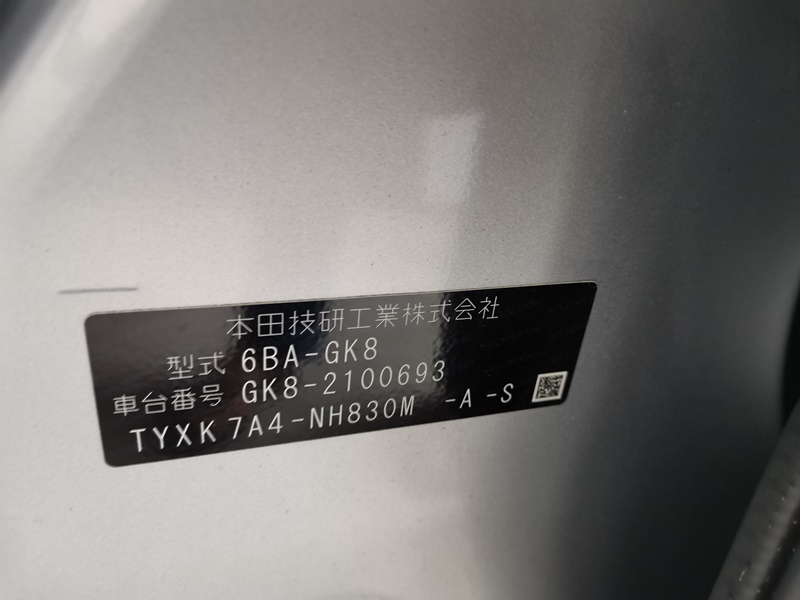 本田技研工業株式会社
型式 6BA-GK8
車台番号 GK8-2100693
TYXK 7A4-NH830M -A -S